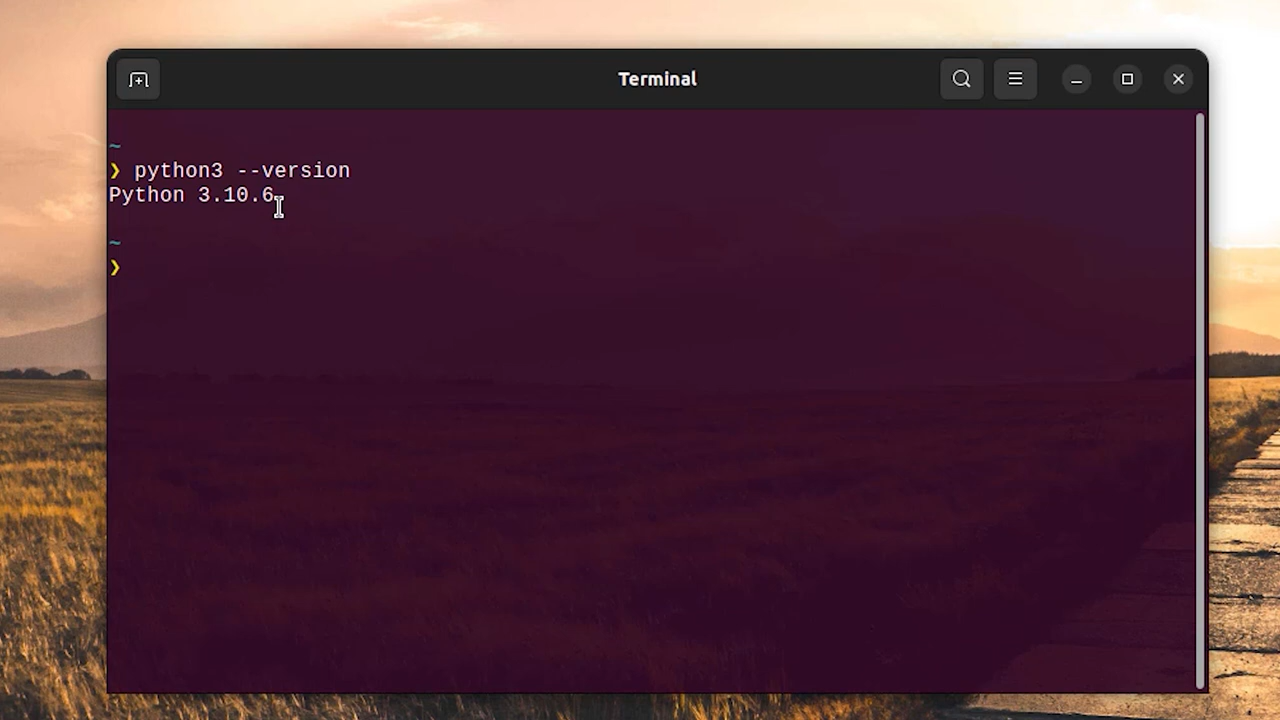 Terminal
~
❯ python3 --version
Python 3.10.6
~
❯